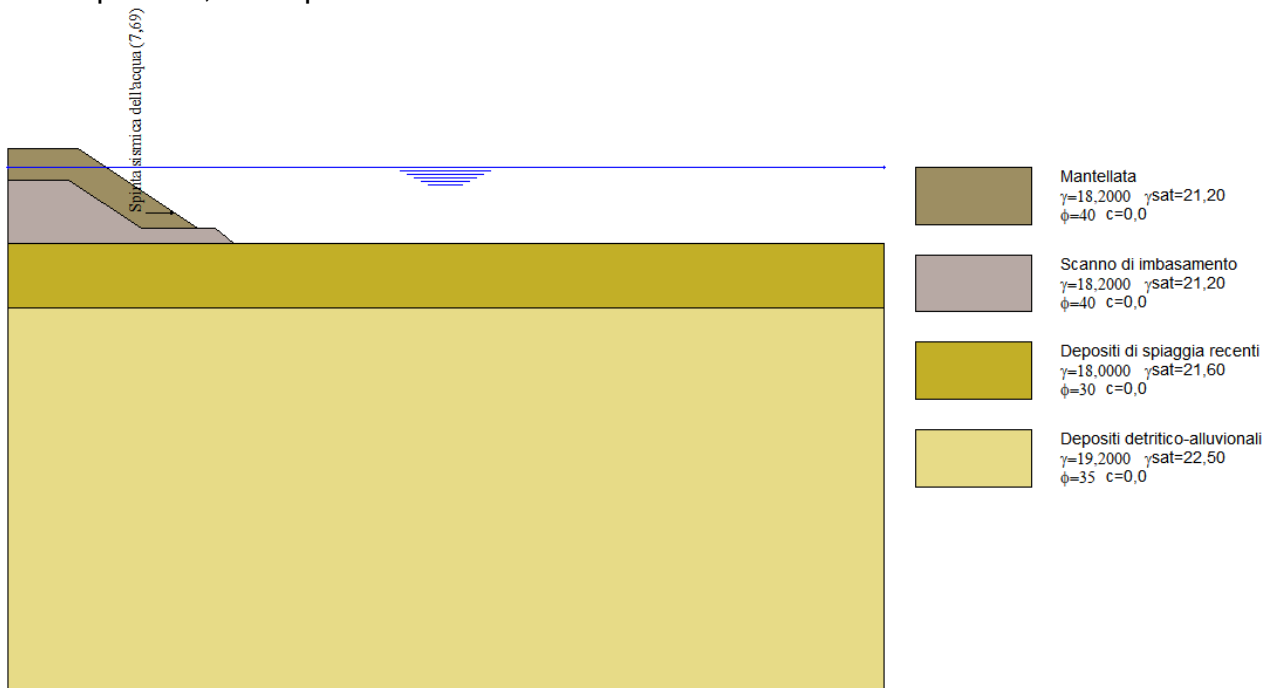 Spinta sismica dell'acqua (7,69)
Mantellata
γ=18,2000 γsat=21,20
ϕ=40 c=0,0
Scanno di imbasamento
γ=18,2000 γsat=21,20
ϕ=40 c=0,0
Depositi di spiaggia recenti
γ=18,0000 γsat=21,60
ϕ=30 c=0,0
Depositi detritico-alluvionali
γ=19,2000 γsat=22,50
ϕ=35 c=0,0